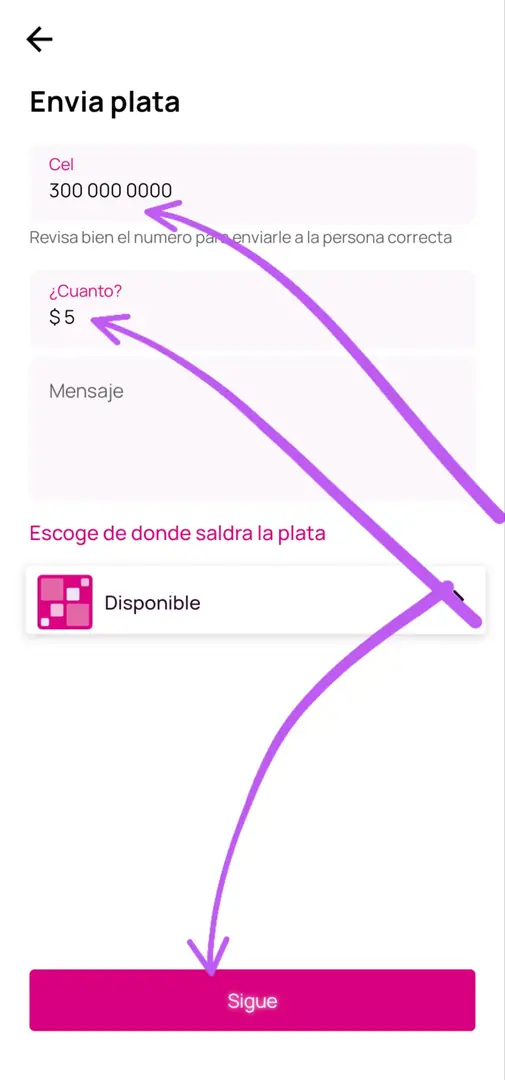 Envia plata
Cel
300 000 0000
Revisa bien el numero para enviarle a la persona correcta
¿Cuanto?
$ 5
Mensaje
Escoge de donde saldra la plata
Disponible
Sigue